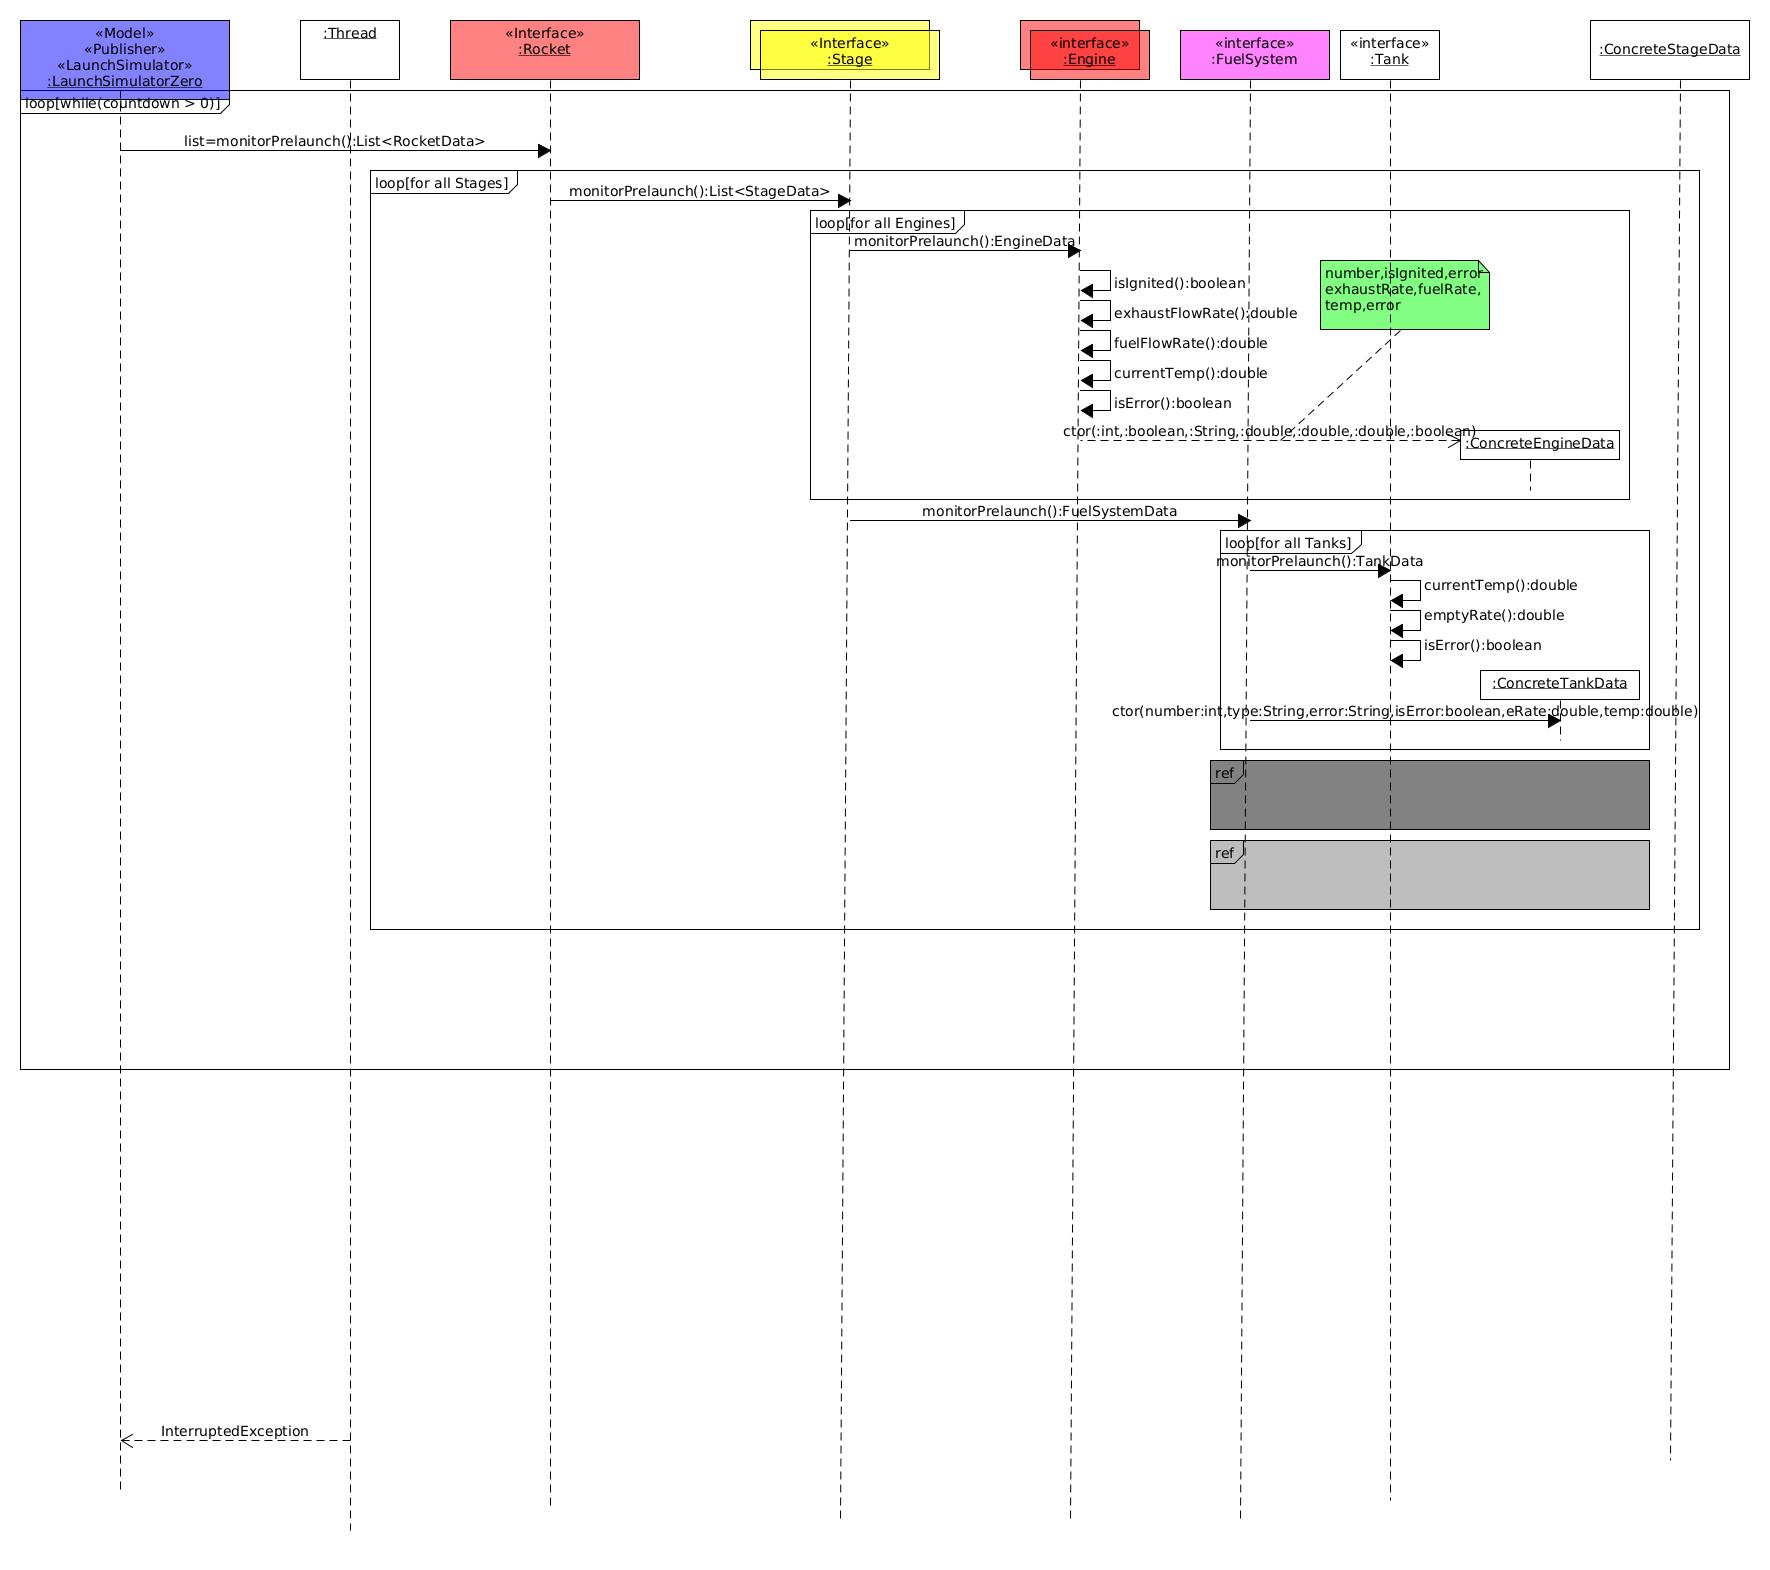 «Model»
«Publisher»
«LaunchSimulator»
:LaunchSimulatorZero
:Thread
«Interface»
:Rocket
«Interface»
:Stage
«interface»
:Engine
«interface»
:FuelSystem
«interface»
:Tank
:ConcreteStageData
loop[while(countdown > 0)]
list=monitorPrelaunch():List<RocketData>
loop[for all Stages]
monitorPrelaunch():List<StageData>
loop[for all Engines]
monitorPrelaunch():EngineData
isIgnited():boolean
number,isIgnited,error
exhaustRate,fuelRate,
temp,error
exhaustFlowRate():double
fuelFlowRate():double
currentTemp():double
isError():boolean
ctor(:int,:boolean,:String,:double,:double,:double,:boolean)
:ConcreteEngineData
monitorPrelaunch():FuelSystemData
loop[for all Tanks]
monitorPrelaunch():TankData
currentTemp():double
emptyRate():double
isError():boolean
:ConcreteTankData
ctor(number:int,type:String,error:String,isError:boolean,eRate:double,temp:double)
ref
ref
InterruptedException